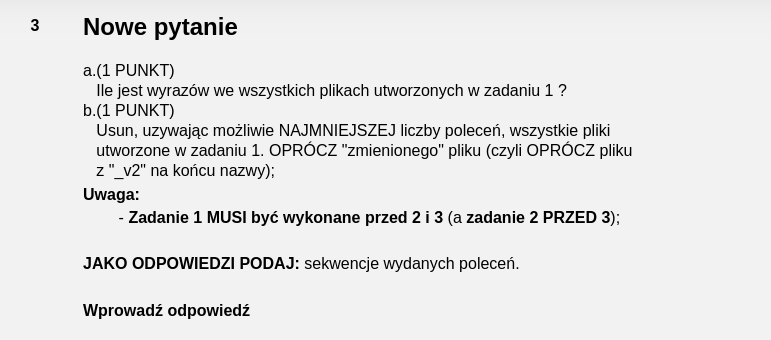 3 Nowe pytanie
a.(1 PUNKT)
Ile jest wyrazów we wszystkich plikach utworzonych w zadaniu 1 ?
b.(1 PUNKT)
Usun, uzywając możliwie NAJMNIEJSZEJ liczby poleceń, wszystkie pliki
utworzone w zadaniu 1. OPRÓCZ "zmienionego" pliku (czyli OPRÓCZ pliku
z "_v2" na końcu nazwy);
Uwaga:
- Zadanie 1 MUSI być wykonane przed 2 i 3 (a zadanie 2 PRZED 3);
JAKO ODPOWIEDZI PODAJ: sekwencje wydanych poleceń.
Wprowadź odpowiedź